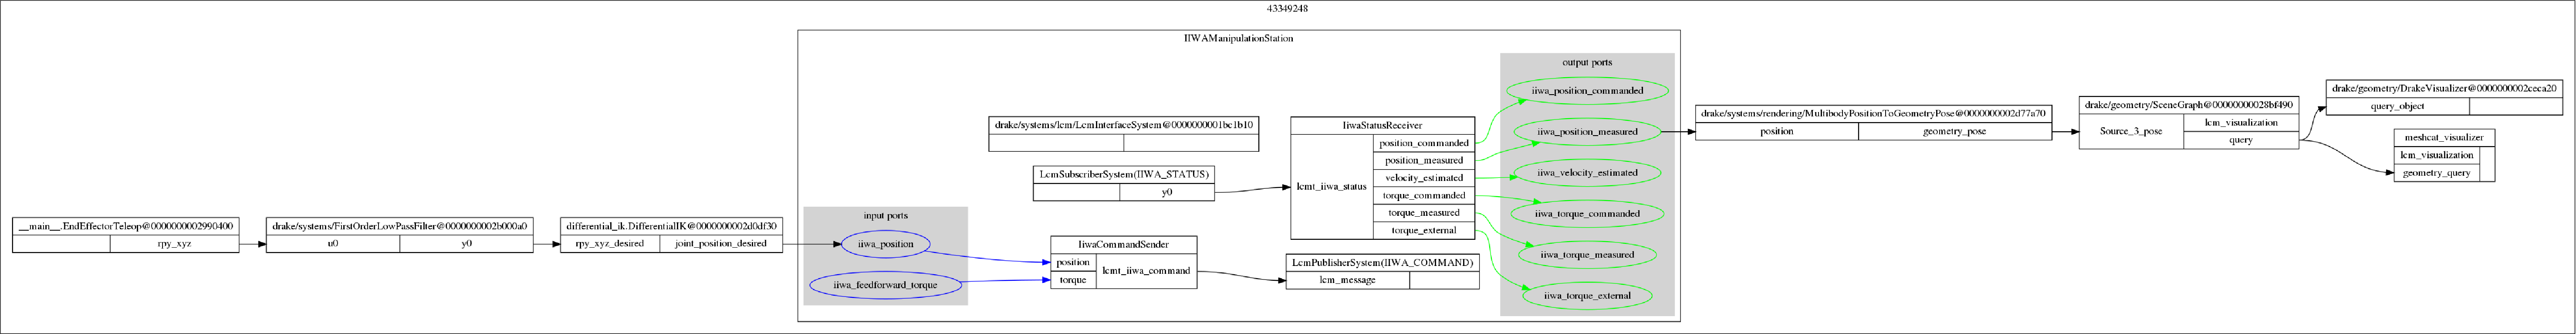 43349248
__main__.EndEffectorTeleop@0000000002990400
rpy_xyz
drake/systems/FirstOrderLowPassFilter@0000000002b000a0
u0
y0
differential_ik.DifferentialIK@0000000002d0df30
rpy_xyz_desired
joint_position_desired
IIWAManipulationStation
input ports
iiwa_position
iiwa_feedforward_torque
drake/systems/lcm/LcmInterfaceSystem@0000000001bc1b10
LcmSubscriberSystem(IIWA_STATUS)
y0
IiwaCommandSender
position
torque
lcmt_iiwa_command
IiwaStatusReceiver
lcmt_iiwa_status
position_commanded
position_measured
velocity_estimated
torque_commanded
torque_measured
torque_external
LcmPublisherSystem(IIWA_COMMAND)
lcm_message
output ports
iiwa_position_commanded
iiwa_position_measured
iiwa_velocity_estimated
iiwa_torque_commanded
iiwa_torque_measured
iiwa_torque_external
drake/systems/rendering/MultibodyPositionToGeometryPose@0000000002d77a70
position
geometry_pose
drake/geometry/SceneGraph@00000000028bf490
Source_3_pose
lcm_visualization
query
drake/geometry/DrakeVisualizer@0000000002ceca20
query_object
meshcat_visualizer
lcm_visualization
geometry_query